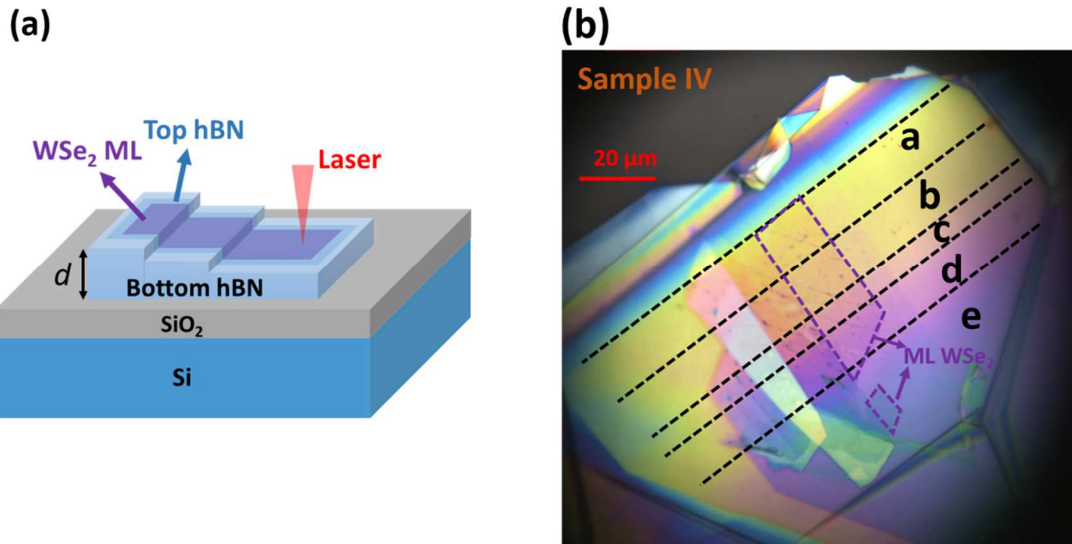 (a)
Top hBN
WSe₂ ML
Laser
d
Bottom hBN
SiO₂
Si
(b)
Sample IV
20 µm
a
b
c
d
e
ML WSe₂